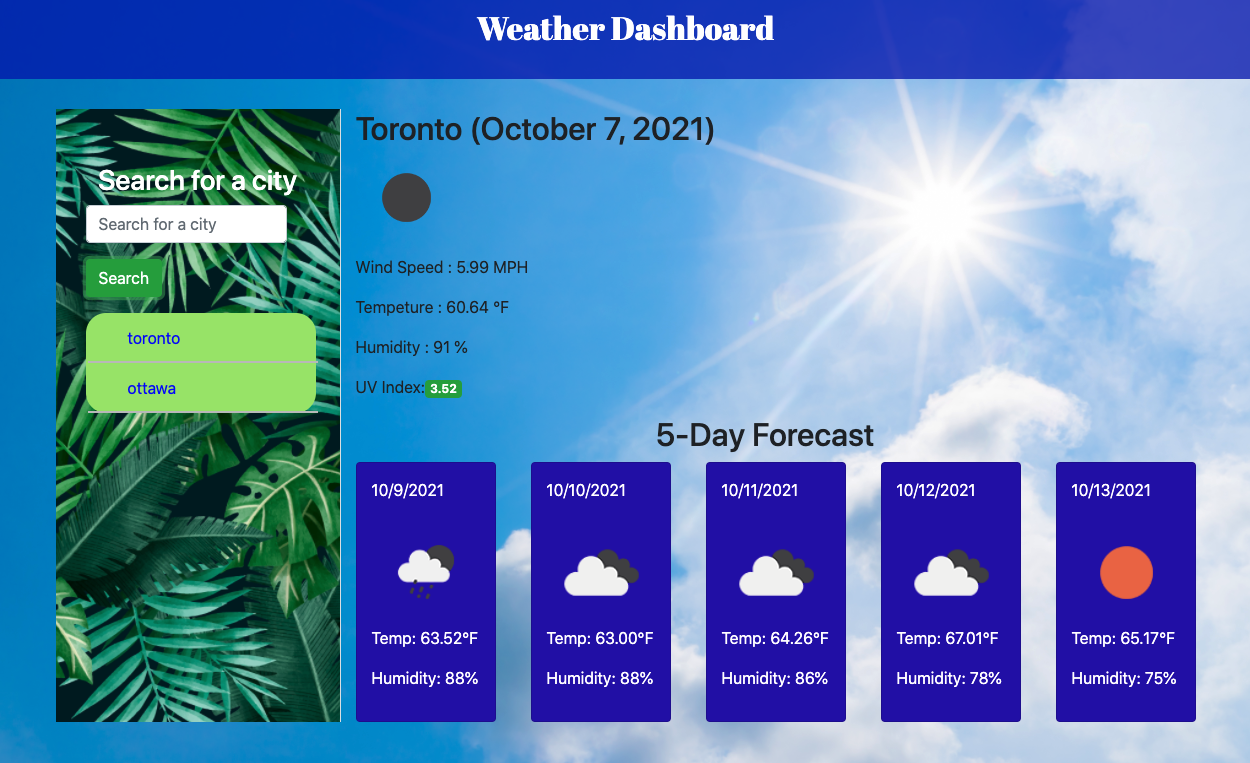 Weather Dashboard
Search for a city
Search for a city
Search
toronto
ottawa
Toronto (October 7, 2021)
Wind Speed : 5.99 MPH
Tempeture : 60.64 °F
Humidity : 91 %
UV Index: 3.52
5-Day Forecast
10/9/2021
Temp: 63.52°F
Humidity: 88%
10/10/2021
Temp: 63.00°F
Humidity: 88%
10/11/2021
Temp: 64.26°F
Humidity: 86%
10/12/2021
Temp: 67.01°F
Humidity: 78%
10/13/2021
Temp: 65.17°F
Humidity: 75%